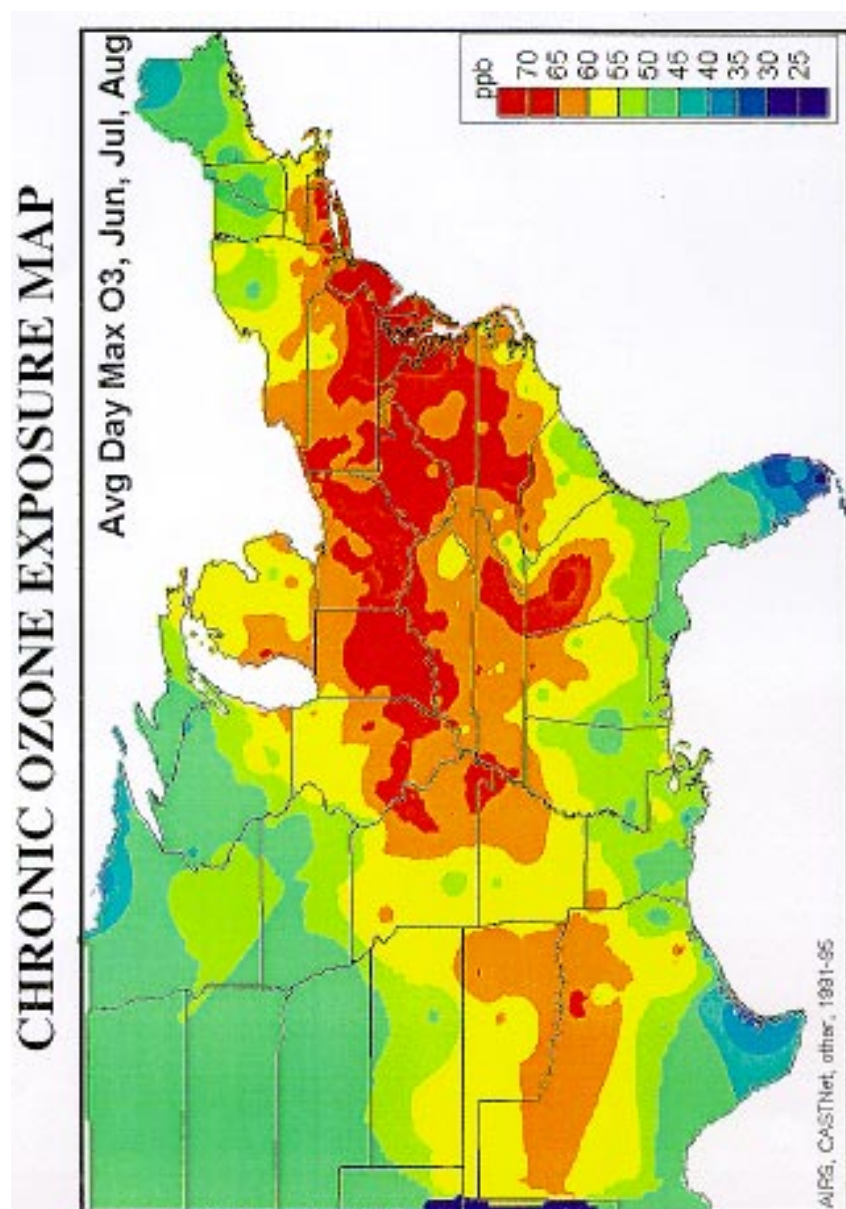 CHRONIC OZONE EXPOSURE MAP
Avg Day Max O3, Jun, Jul, Aug
ppb
70
65
60
55
50
45
40
35
30
25
AIRS, CASTNet, other, 1991-95